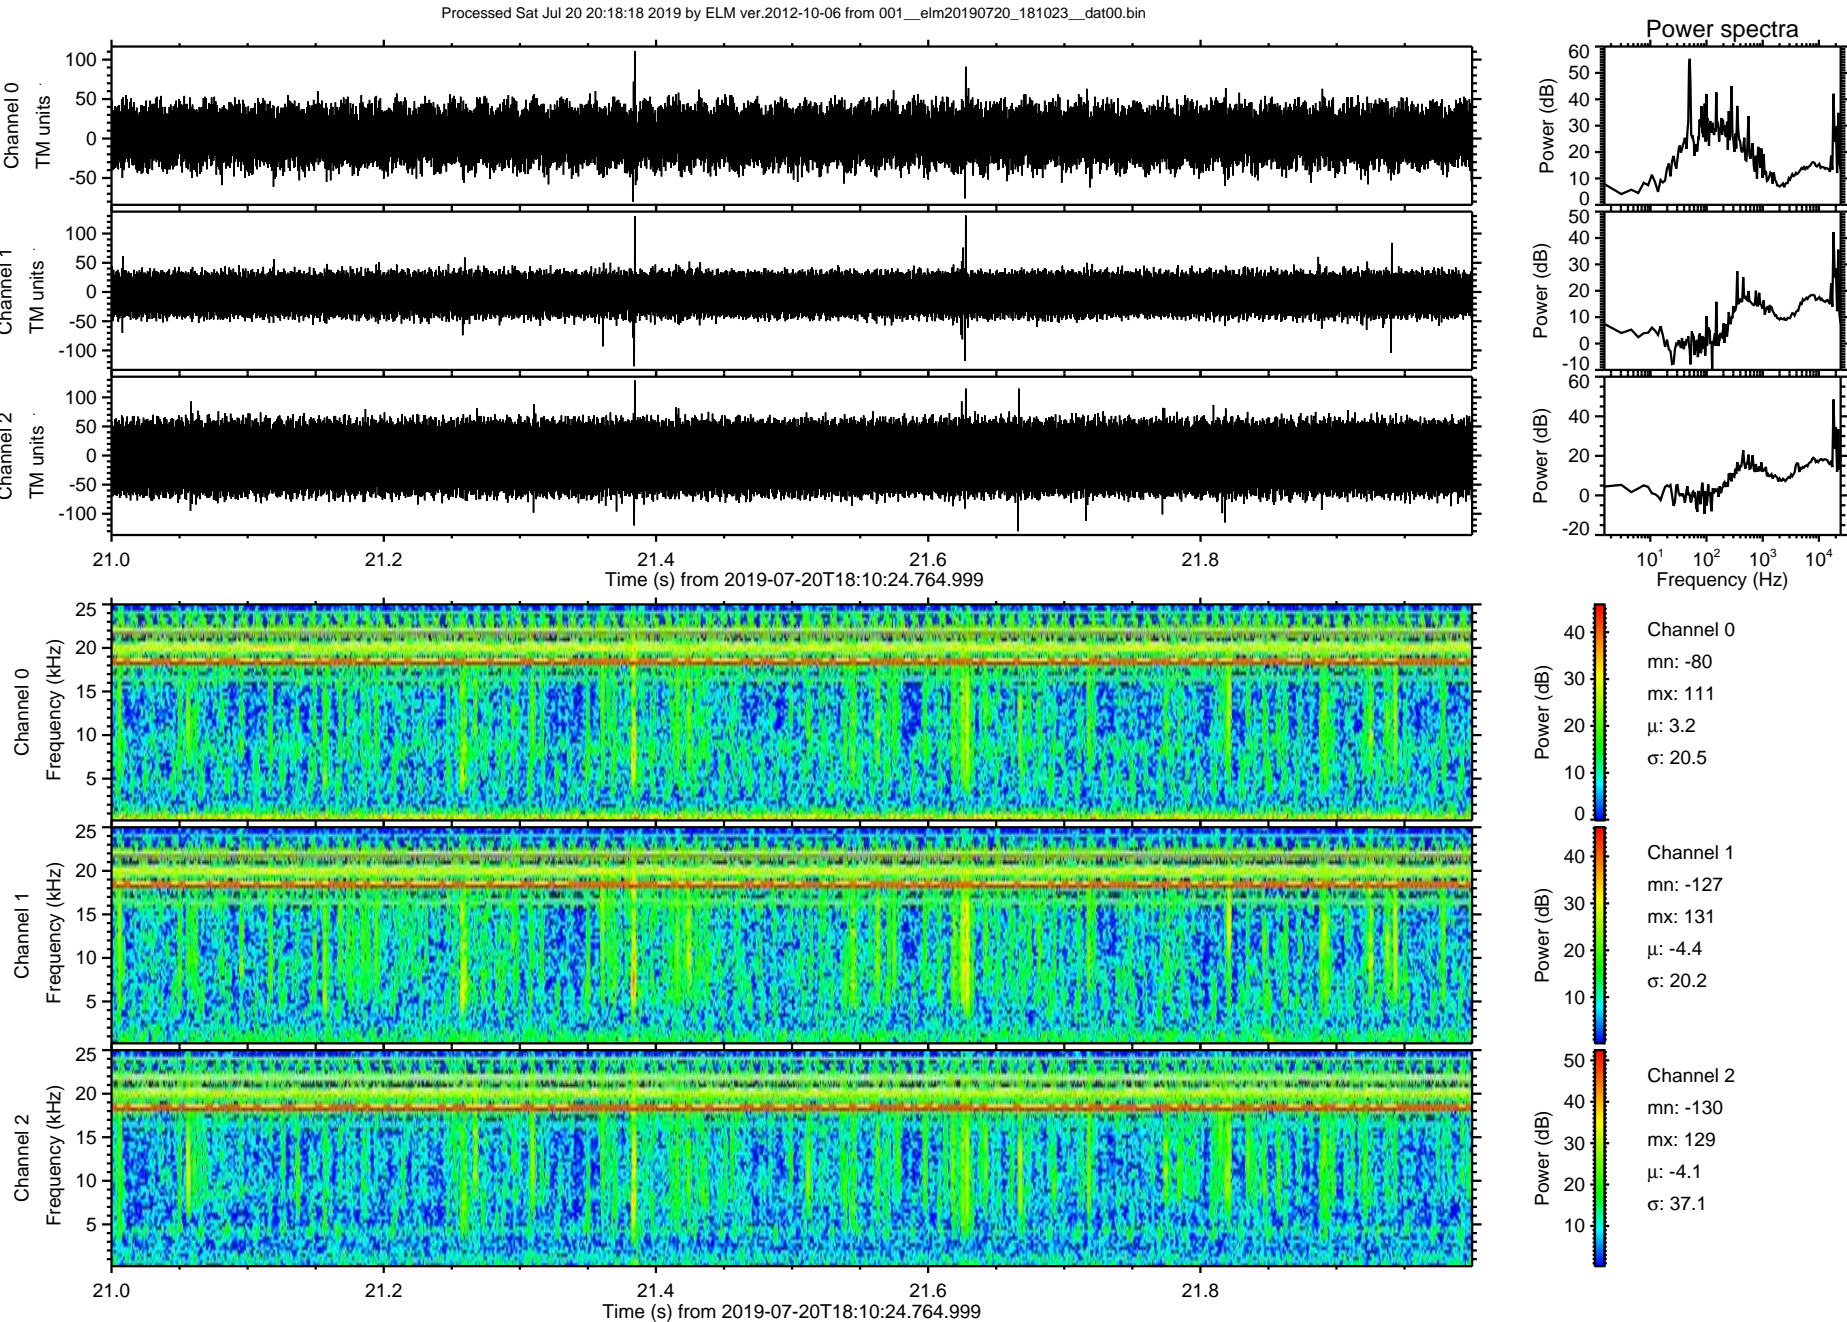 Processed Sat Jul 20 20:18:18 2019 by ELM ver.2012-10-06 from 001__elm20190720_181023__dat00.bin
Power spectra
Channel 0
TM units
100
50
0
-50
Power (dB)
60
50
40
30
20
10
0
Channel 1
TM units
100
50
0
-50
-100
Power (dB)
50
40
30
20
10
0
-10
Channel 2
TM units
100
50
0
-50
-100
Power (dB)
60
40
20
0
-20
21.0 21.2 21.4 21.6 21.8
Time (s) from 2019-07-20T18:10:24.764.999
10^1 10^2 10^3 10^4
Frequency (Hz)
Channel 0
Frequency (kHz)
25
20
15
10
5
Power (dB)
40
30
20
10
0
Channel 0
mn: -80
mx: 111
μ: 3.2
σ: 20.5
Channel 1
Frequency (kHz)
25
20
15
10
5
Power (dB)
40
30
20
10
Channel 1
mn: -127
mx: 131
μ: -4.4
σ: 20.2
Channel 2
Frequency (kHz)
25
20
15
10
5
Power (dB)
50
40
30
20
10
Channel 2
mn: -130
mx: 129
μ: -4.1
σ: 37.1
21.0 21.2 21.4 21.6 21.8
Time (s) from 2019-07-20T18:10:24.764.999